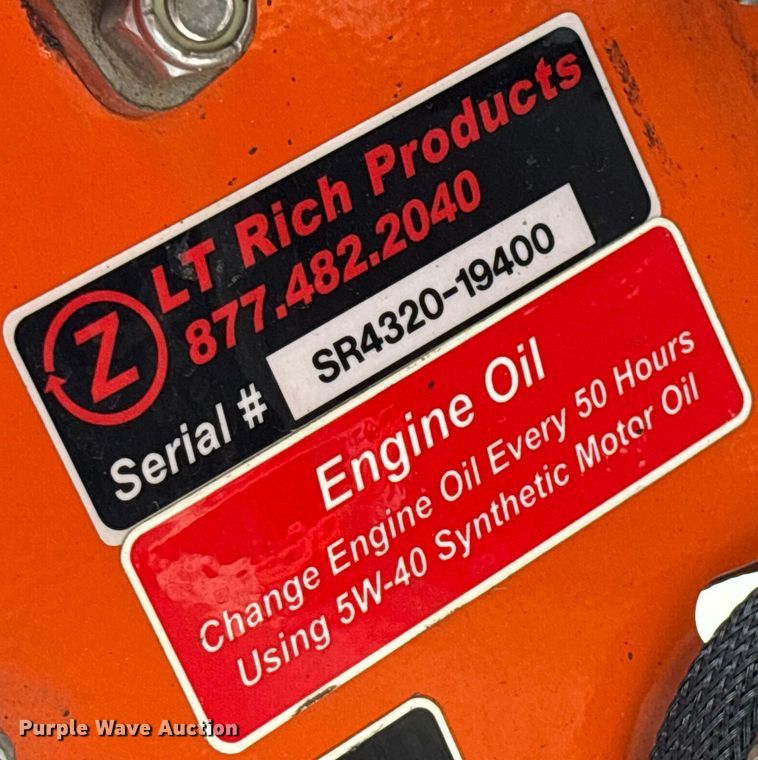 Z
LT Rich Products
877.482.2040
Serial # SR4320-19400
Engine Oil
Change Engine Oil Every 50 Hours
Using 5W-40 Synthetic Motor Oil
Purple Wave Auction